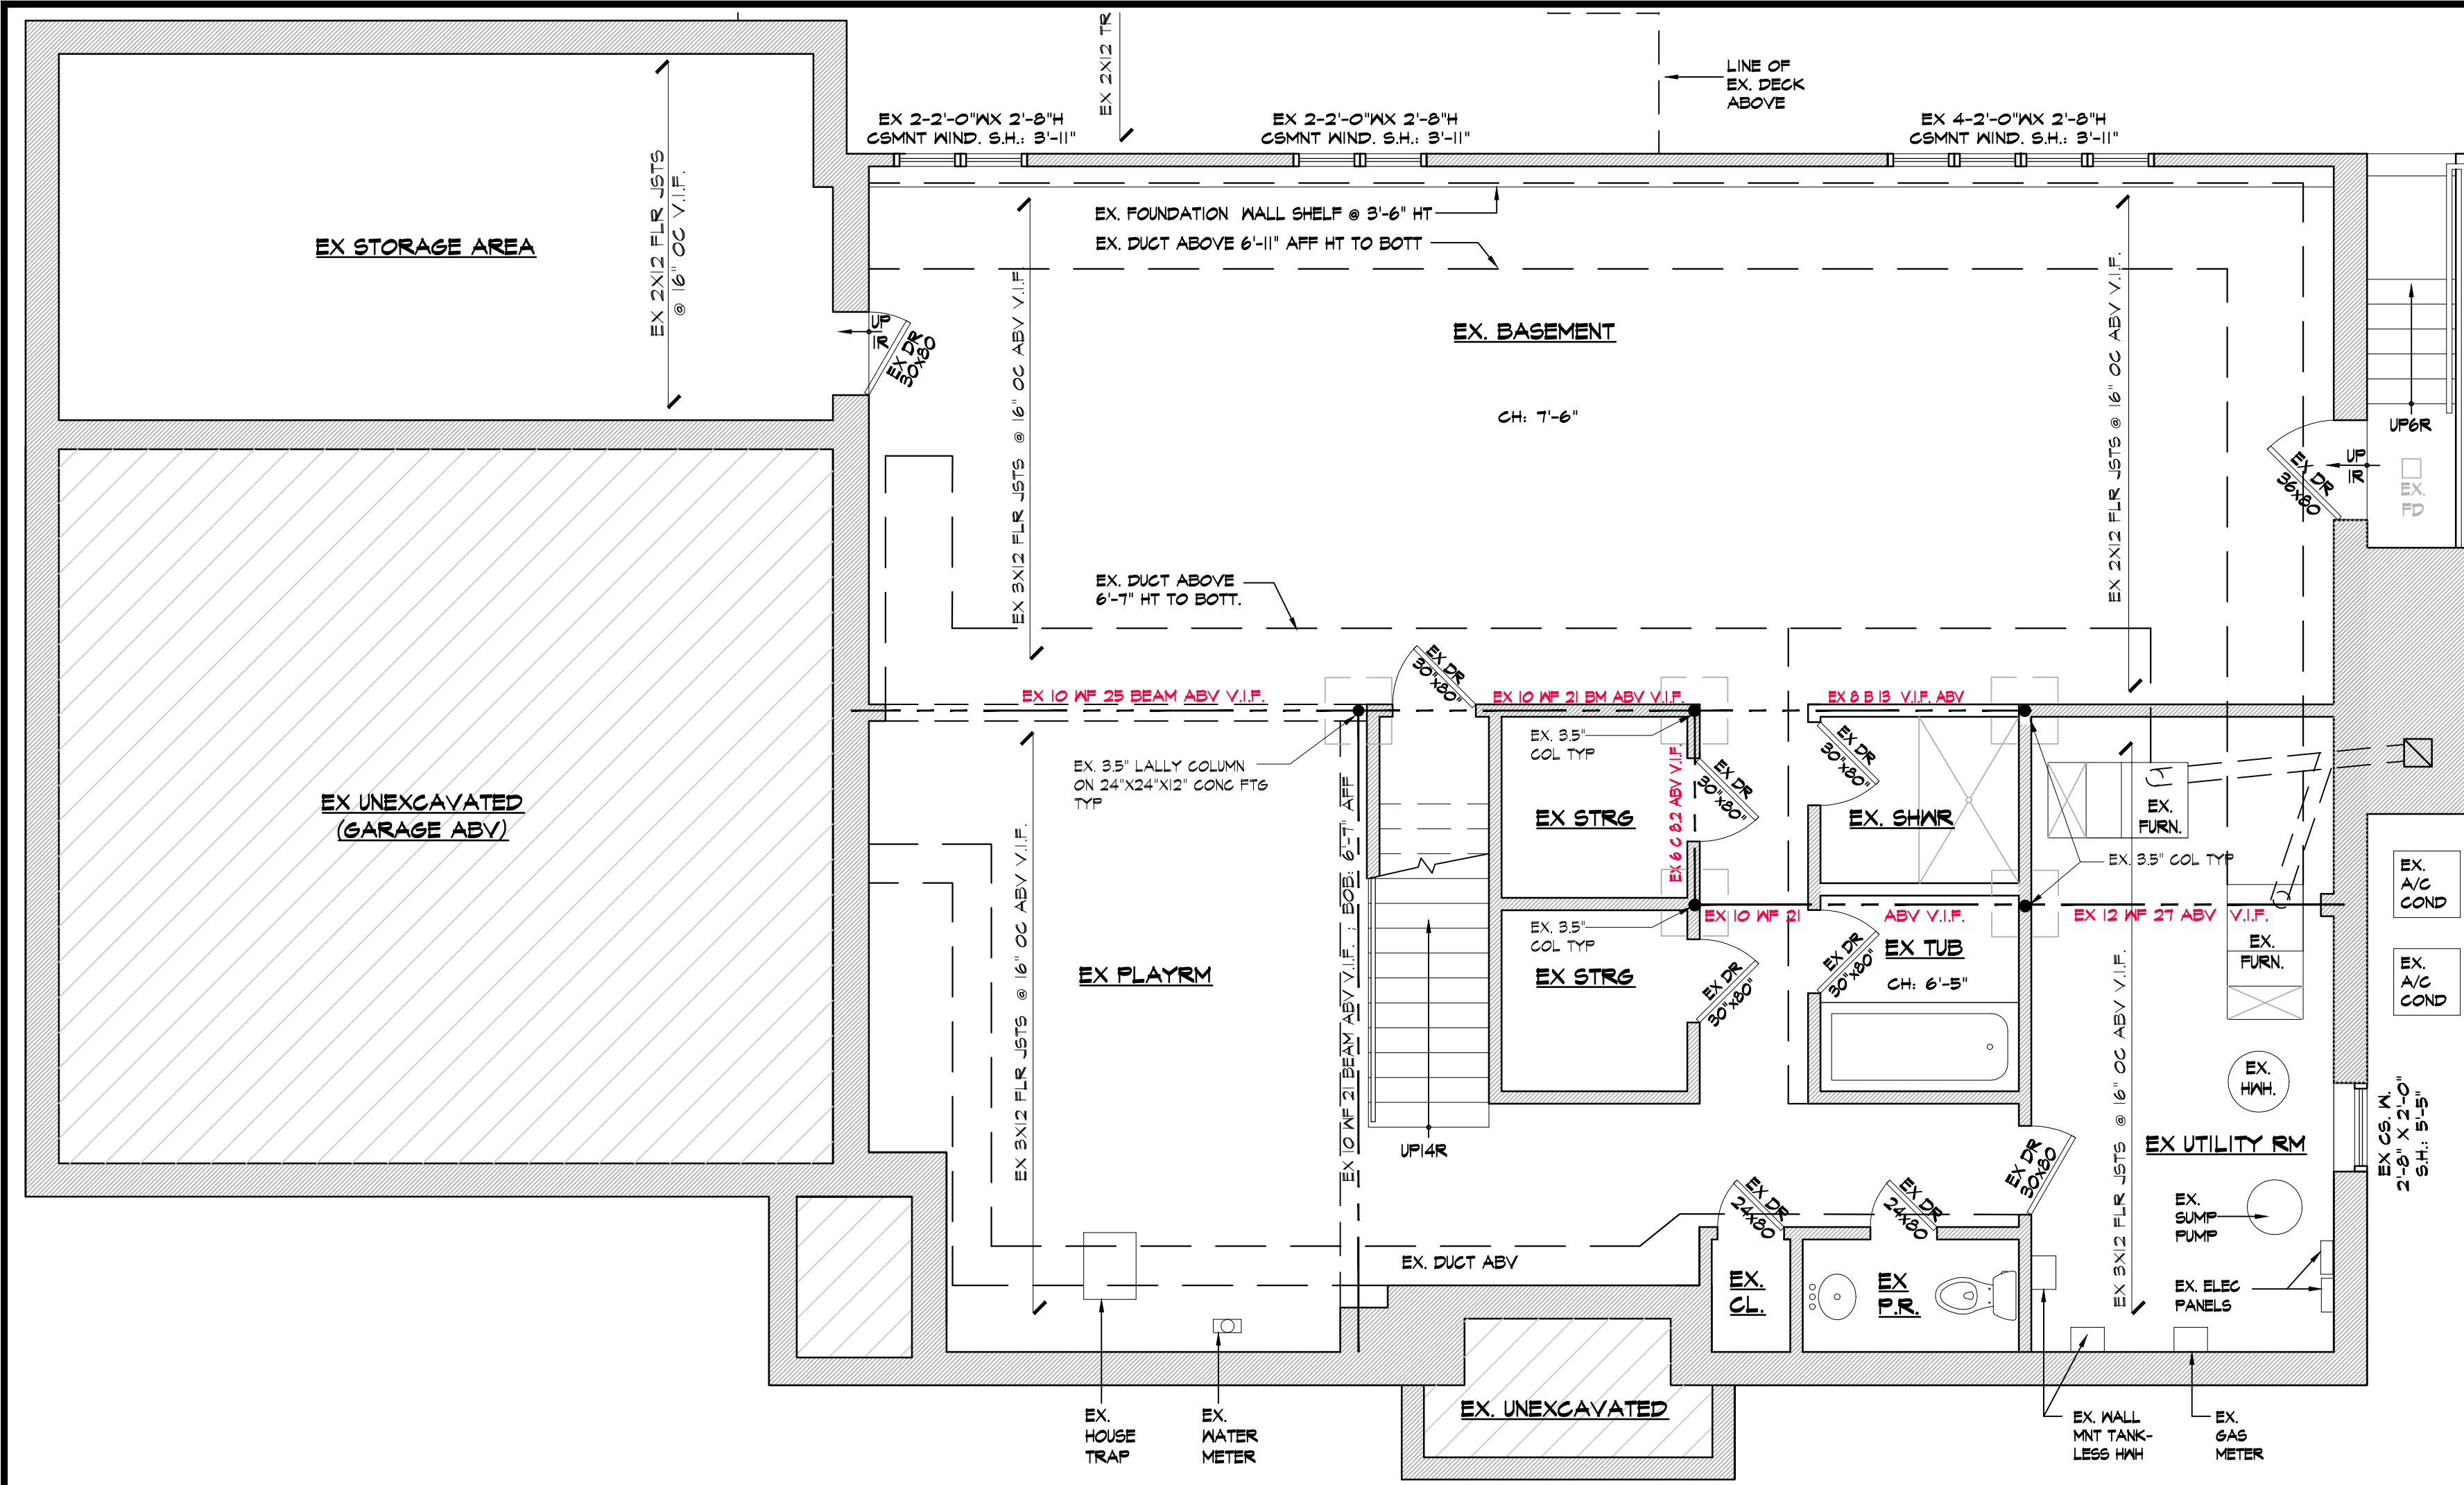 EX 2X12 TR
LINE OF
EX. DECK
ABOVE
EX 2-2'-0"WX 2'-8"H
CSMNT WIND. S.H.: 3'-11"
EX 2-2'-0"WX 2'-8"H
CSMNT WIND. S.H.: 3'-11"
EX 4-2'-0"WX 2'-8"H
CSMNT WIND. S.H.: 3'-11"
EX STORAGE AREA
EX 2X12 FLR JSTS
@ 16" OC V.I.F.
EX. FOUNDATION WALL SHELF @ 3'-6" HT
EX. DUCT ABOVE 6'-11" AFF HT TO BOTT
UP
1R
EX DR
30x80
EX 3X12 FLR JSTS @ 16" OC ABV V.I.F.
EX. BASEMENT
CH: 7'-6"
EX 2X12 FLR JSTS @ 16" OC ABV V.I.F.
UP6R
UP
1R
EX DR
36x80
EX.
FD
EX. DUCT ABOVE
6'-7" HT TO BOTT.
EX DR
30"x80"
EX 10 WF 25 BEAM ABV V.I.F.
EX 10 WF 21 BM ABV V.I.F.
EX 8 B 13 V.I.F. ABV
EX. 3.5" LALLY COLUMN
ON 24"X24"X12" CONC FTG
TYP
EX. 3.5"
COL TYP
EX 6 C 8.2 ABV V.I.F.
EX DR
30"x80"
EX DR
30"x80"
EX UNEXCAVATED
(GARAGE ABV)
EX STRG
EX. SHWR
EX.
FURN.
EX. 3.5" COL TYP
EX.
A/C
COND
EX 3X12 FLR JSTS @ 16" OC ABV V.I.F.
EX 10 WF 21 BEAM ABV V.I.F. ; BOB: 6'-7" AFF
EX PLAYRM
EX. 3.5"
COL TYP
EX STRG
EX 10 WF 21
ABV V.I.F.
EX 12 WF 27 ABV V.I.F.
EX DR
30"x80"
EX DR
30"x80"
EX TUB
CH: 6'-5"
EX.
FURN.
EX.
A/C
COND
EX 3X12 FLR JSTS @ 16" OC ABV V.I.F.
EX.
HWH.
EX CS. W.
2'-8" X 2'-0"
S.H.: 5'-5"
UP14R
EX UTILITY RM
EX DR
30x80
EX DR
24x80
EX DR
24x80
EX.
SUMP
PUMP
EX. DUCT ABV
EX.
CL.
EX
P.R.
EX. ELEC
PANELS
EX.
HOUSE
TRAP
EX.
WATER
METER
EX. UNEXCAVATED
EX. WALL
MNT TANK-
LESS HWH
EX.
GAS
METER